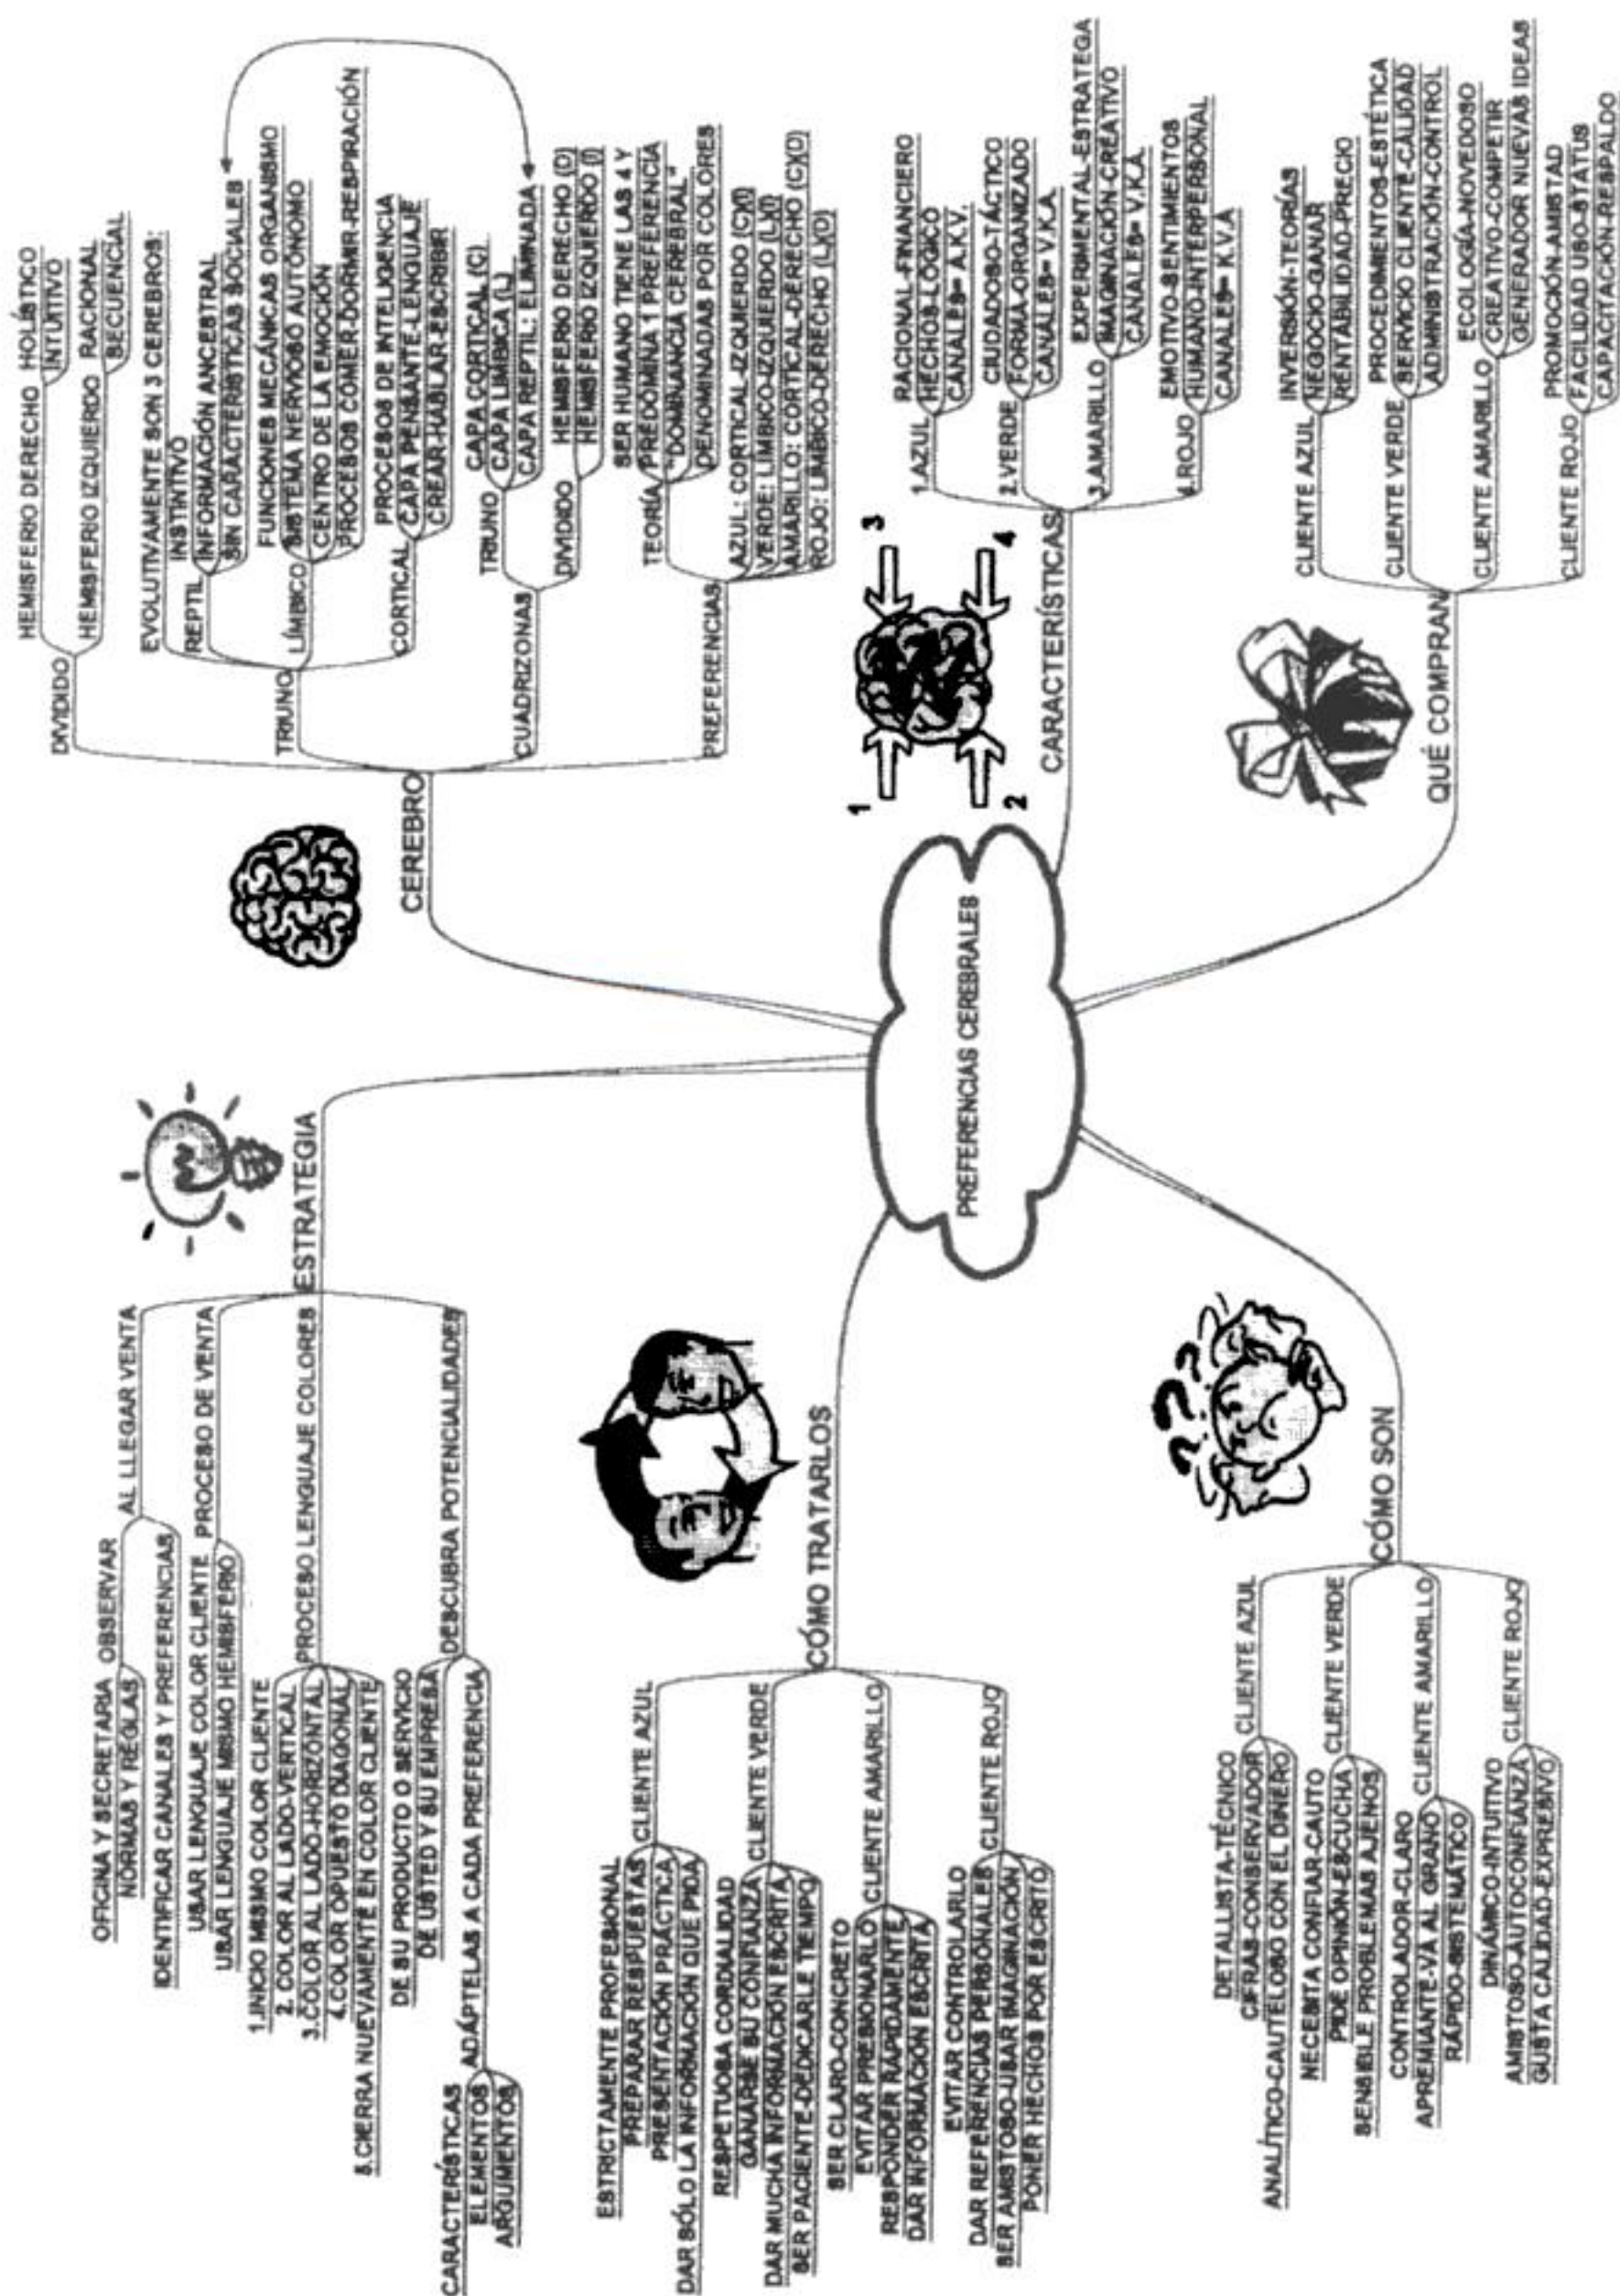 PREFERENCIAS CEREBRALES
CEREBRO
DIVIDIDO
HEMISFERIO DERECHO
HOLÍSTICO
INTUITIVO
HEMISFERIO IZQUIERDO
RACIONAL
SECUENCIAL
TRIUNO
EVOLUTIVAMENTE SON 3 CEREBROS:
REPTIL
INSTINTIVO
INFORMACIÓN ANCESTRAL
SIN CARACTERÍSTICAS SOCIALES
LÍMBICO
FUNCIONES MECÁNICAS ORGANISMO
SISTEMA NERVIOSO AUTÓNOMO
CENTRO DE LA EMOCIÓN
PROCESOS COMER-DORMIR-RESPIRACIÓN
CORTICAL
PROCESOS DE INTELIGENCIA
CAPA PENSANTE-LENGUAJE
CREAR-HABLAR-ESCRIBIR
CUADRIZONAS
TRIUNO
CAPA CORTICAL (C)
CAPA LÍMBICA (L)
CAPA REPTIL: ELIMINADA
DIVIDIDO
HEMISFERIO DERECHO (D)
HEMISFERIO IZQUIERDO (I)
PREFERENCIAS
TEORÍA
SER HUMANO TIENE LAS 4 Y
PREDOMINA 1 PREFERENCIA
"DOMINANCIA CEREBRAL"
DENOMINADAS POR COLORES
AZUL: CORTICAL-IZQUIERDO (C)(I)
VERDE: LÍMBICO-IZQUIERDO (L)(I)
AMARILLO: CORTICAL-DERECHO (C)(D)
ROJO: LIMBICO-DERECHO (L)(D)
1
2
3
4
CARACTERÍSTICAS
1.AZUL
RACIONAL-FINANCIERO
HECHOS-LÓGICO
CANALES= A.K.V.
2.VERDE
CIUDADOSO-TÁCTICO
FORMA-ORGANIZADO
CANALES= V.K.A.
3.AMARILLO
EXPERIMENTAL-ESTRATEGA
IMAGINACIÓN-CREATIVO
CANALES= V.K.A.
4.ROJO
EMOTIVO-SENTIMIENTOS
HUMANO-INTERPERSONAL
CANALES= K.V.A.
QUÉ COMPRAN
CLIENTE AZUL
INVERSIÓN-TEORÍAS
NEGOCIO-GANAR
RENTABILIDAD-PRECIO
CLIENTE VERDE
PROCEDIMIENTOS-ESTÉTICA
SERVICIO CLIENTE-CALIDAD
ADMINISTRACIÓN-CONTROL
CLIENTE AMARILLO
ECOLOGÍA-NOVEDOSO
CREATIVO-COMPETIR
GENERADOR NUEVAS IDEAS
CLIENTE ROJO
PROMOCIÓN-AMISTAD
FACILIDAD USO-STATUS
CAPACITACIÓN-RESPALDO
ESTRATEGIA
AL LLEGAR VENTA
OBSERVAR
OFICINA Y SECRETARIA
NORMAS Y REGLAS
IDENTIFICAR CANALES Y PREFERENCIAS
PROCESO DE VENTA
USAR LENGUAJE COLOR CLIENTE
USAR LENGUAJE MISMO HEMISFERIO
PROCESO LENGUAJE COLORES
1.INICIO MISMO COLOR CLIENTE
2. COLOR AL LADO-VERTICAL
3.COLOR AL LADO-HORIZONTAL
4.COLOR OPUESTO DIAGONAL
5.CIERRA NUEVAMENTE EN COLOR CLIENTE
DESCUBRA POTENCIALIDADES
DE SU PRODUCTO O SERVICIO
DE USTED Y SU EMPRESA
ADÁPTELAS A CADA PREFERENCIA
CARACTERÍSTICAS
ELEMENTOS
ARGUMENTOS
CÓMO TRATARLOS
CLIENTE AZUL
ESTRICTAMENTE PROFESIONAL
PREPARAR RESPUESTAS
PRESENTACIÓN PRÁCTICA
DAR SÓLO LA INFORMACIÓN QUE PIDA
CLIENTE VERDE
RESPETUOSA CORDIALIDAD
GANARSE SU CONFIANZA
DAR MUCHA INFORMACIÓN ESCRITA
SER PACIENTE-DEDICARLE TIEMPO
CLIENTE AMARILLO
SER CLARO-CONCRETO
EVITAR PRESIONARLO
RESPONDER RÁPIDAMENTE
DAR INFORMACIÓN ESCRITA
CLIENTE ROJO
EVITAR CONTROLARLO
DAR REFERENCIAS PERSONALES
SER AMISTOSO-USAR IMAGINACIÓN
PONER HECHOS POR ESCRITO
CÓMO SON
CLIENTE AZUL
DETALLISTA-TÉCNICO
CIFRAS-CONSERVADOR
ANALÍTICO-CAUTELOSO CON EL DINERO
CLIENTE VERDE
NECESITA CONFIAR-CAUTO
PIDE OPINIÓN-ESCUCHA
SENSIBLE PROBLEMAS AJENOS
CLIENTE AMARILLO
CONTROLADOR-CLARO
APREMIANTE-VA AL GRANO
RÁPIDO-SISTEMÁTICO
CLIENTE ROJO
DINÁMICO-INTUITIVO
AMISTOSO-AUTOCONFIANZA
GUSTA CALIDAD-EXPRESIVO